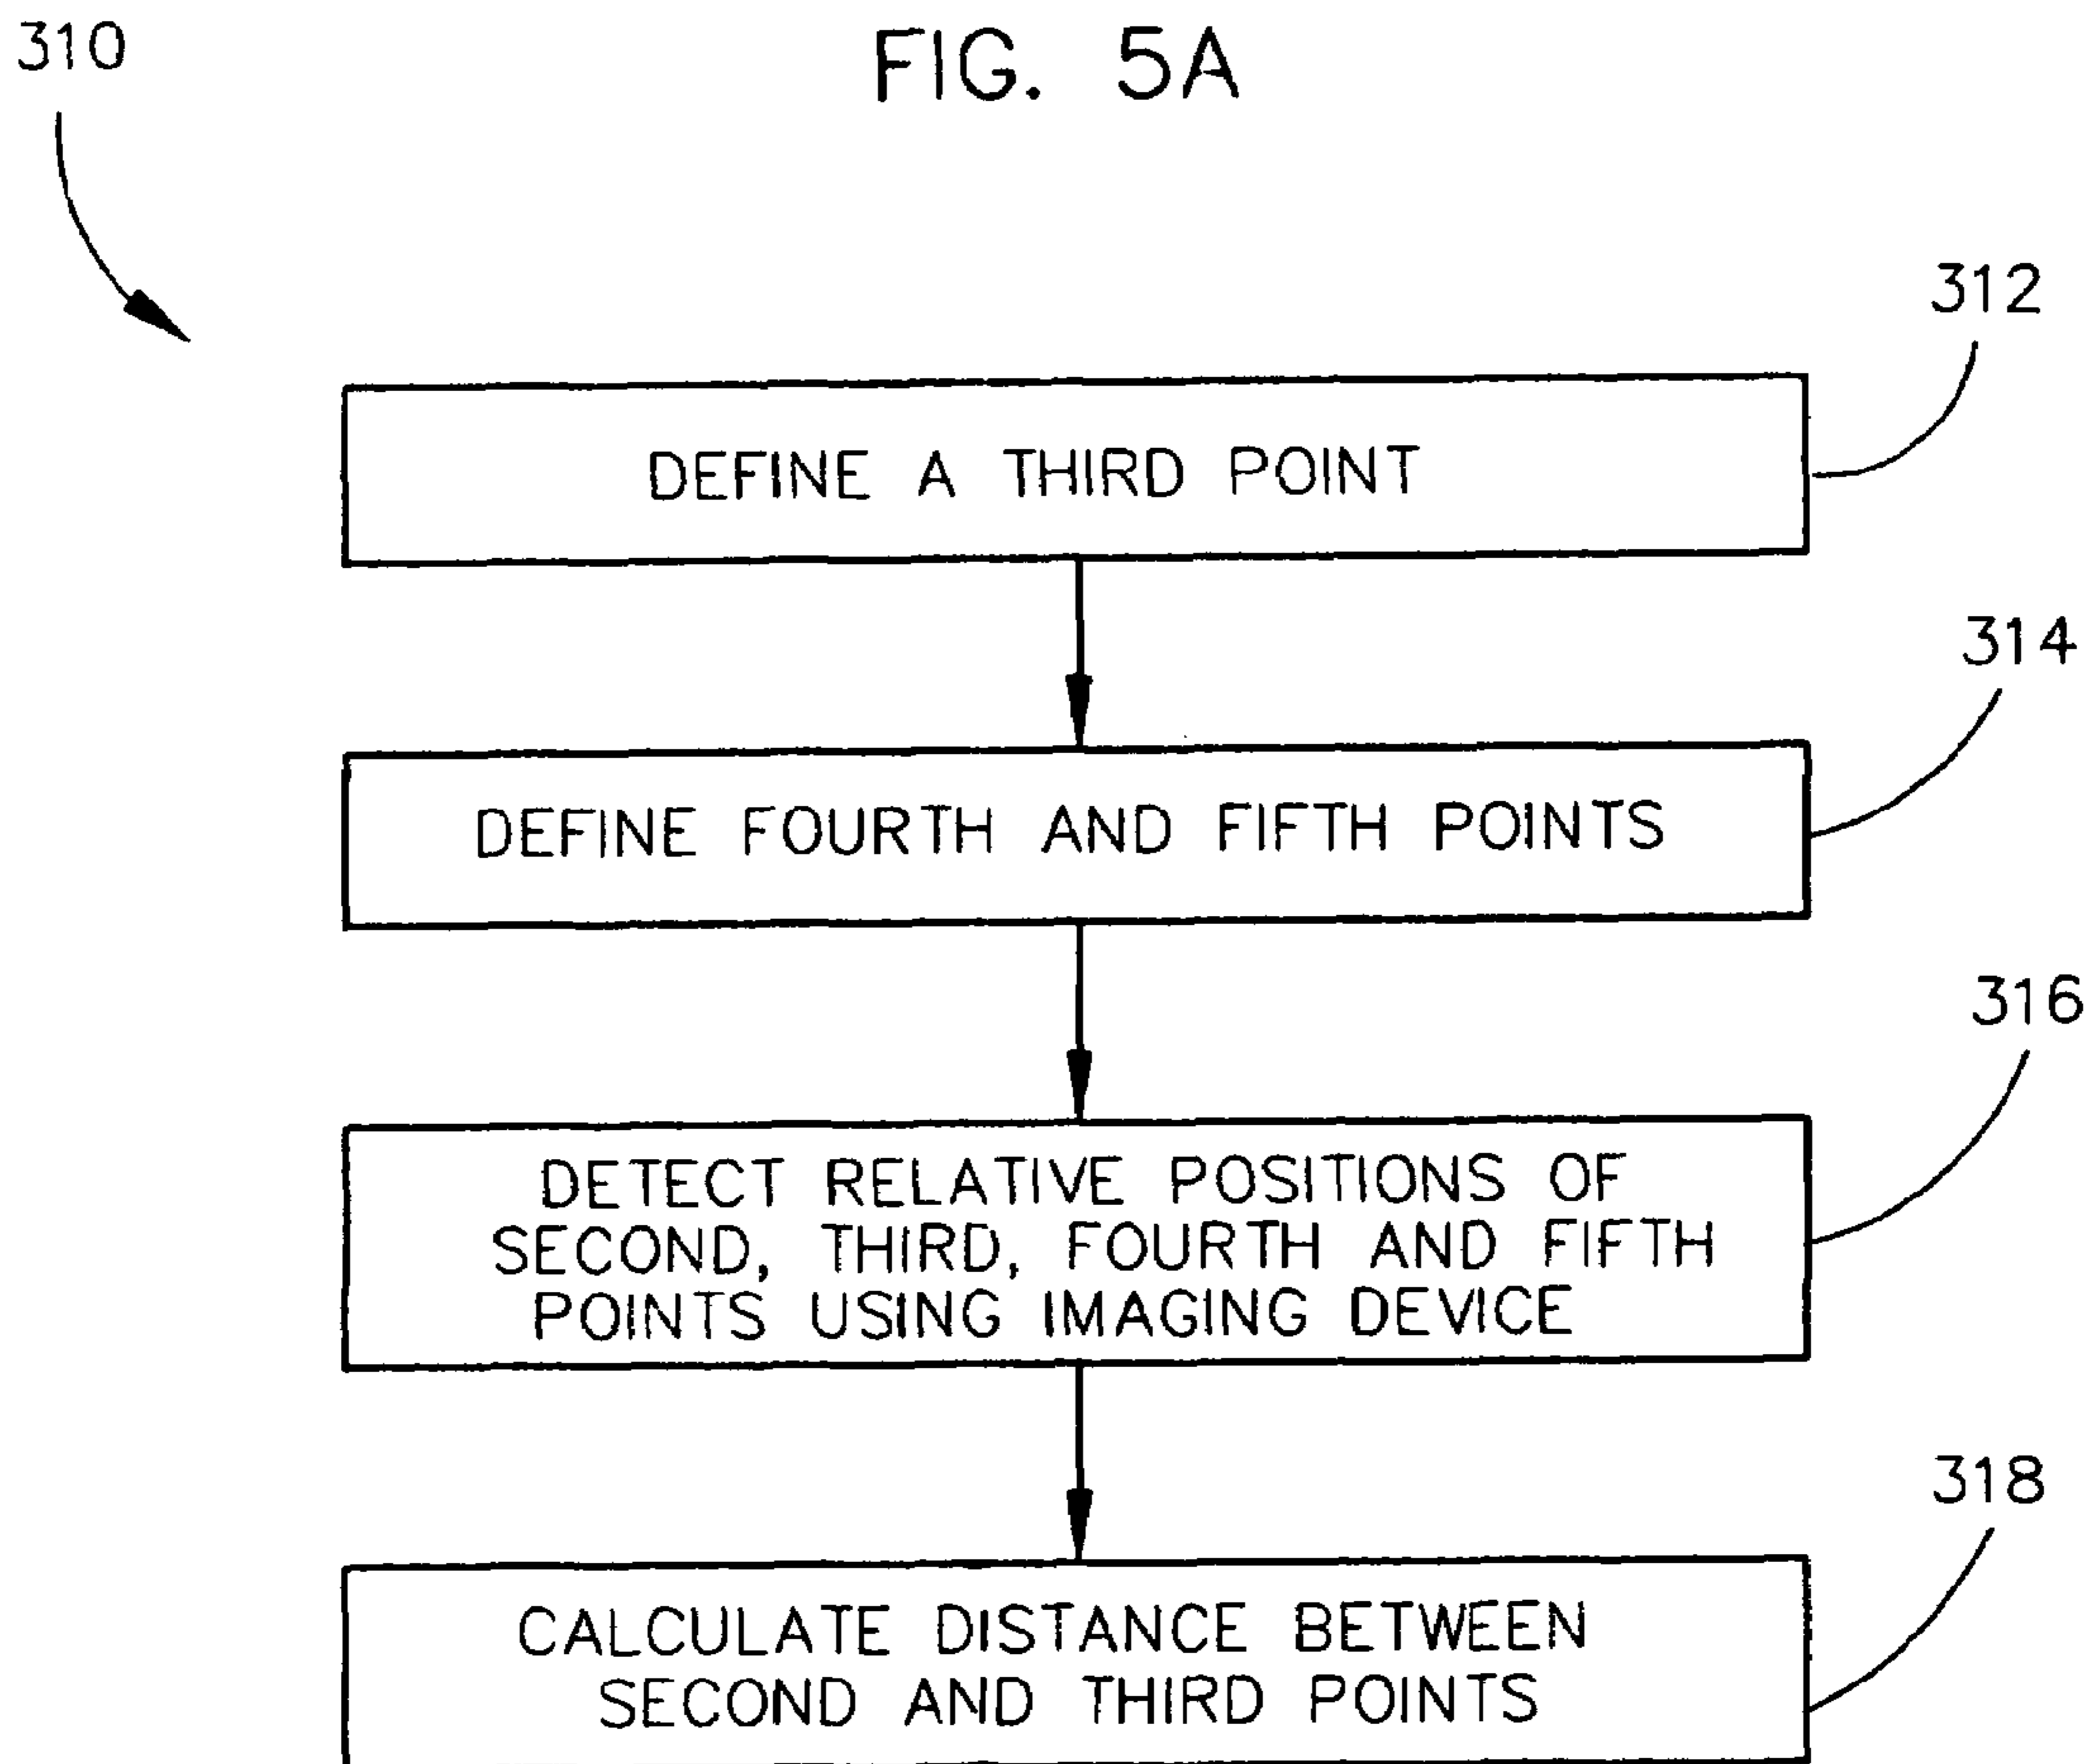 310
FIG. 5A
312
DEFINE A THIRD POINT
314
DEFINE FOURTH AND FIFTH POINTS
316
DETECT RELATIVE POSITIONS OF
SECOND, THIRD, FOURTH AND FIFTH
POINTS USING IMAGING DEVICE
318
CALCULATE DISTANCE BETWEEN
SECOND AND THIRD POINTS